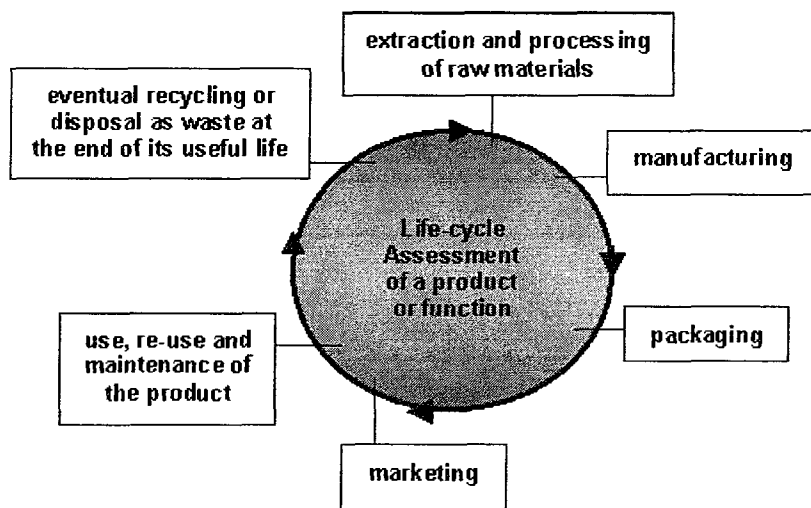 extraction and processing
of raw materials
eventual recycling or
disposal as waste at
the end of its useful life
manufacturing
Life-cycle
Assessment
of a product
or function
packaging
use, re-use and
maintenance of
the product
marketing